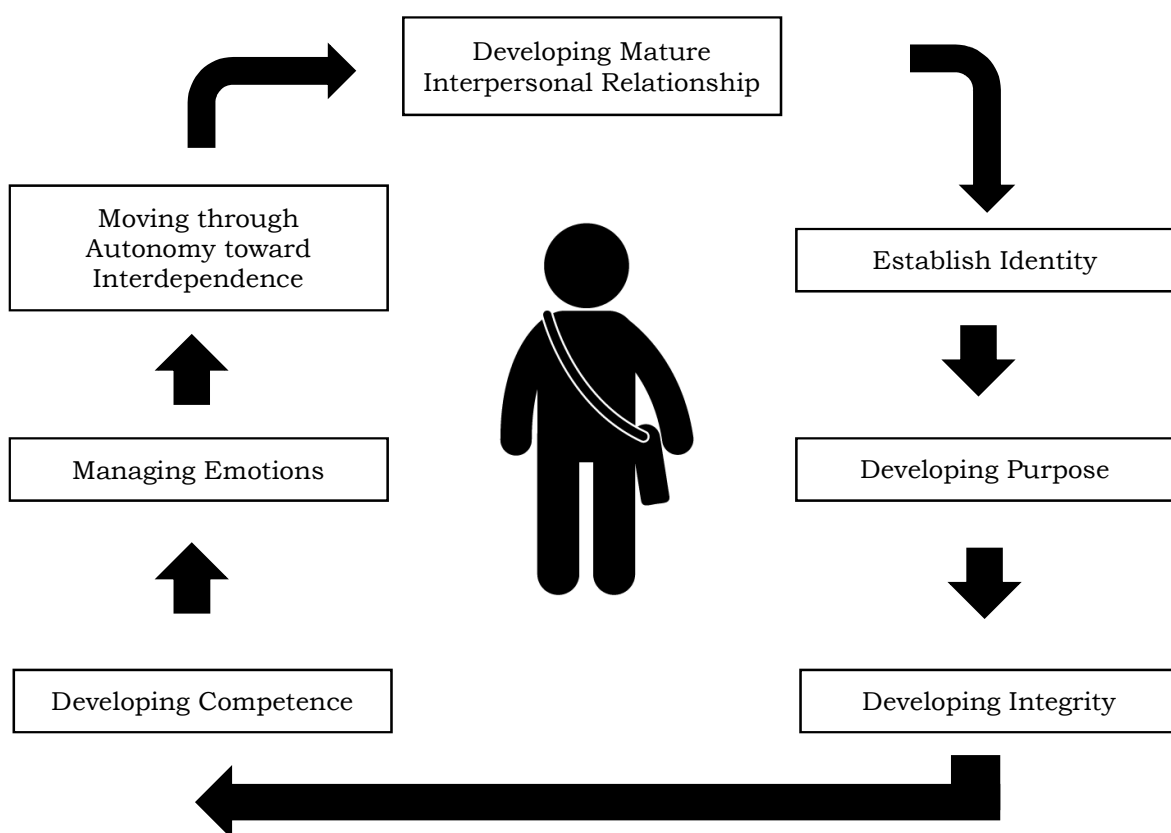 Developing Mature
Interpersonal Relationship
Moving through
Autonomy toward
Interdependence
Establish Identity
Managing Emotions
Developing Purpose
Developing Competence
Developing Integrity